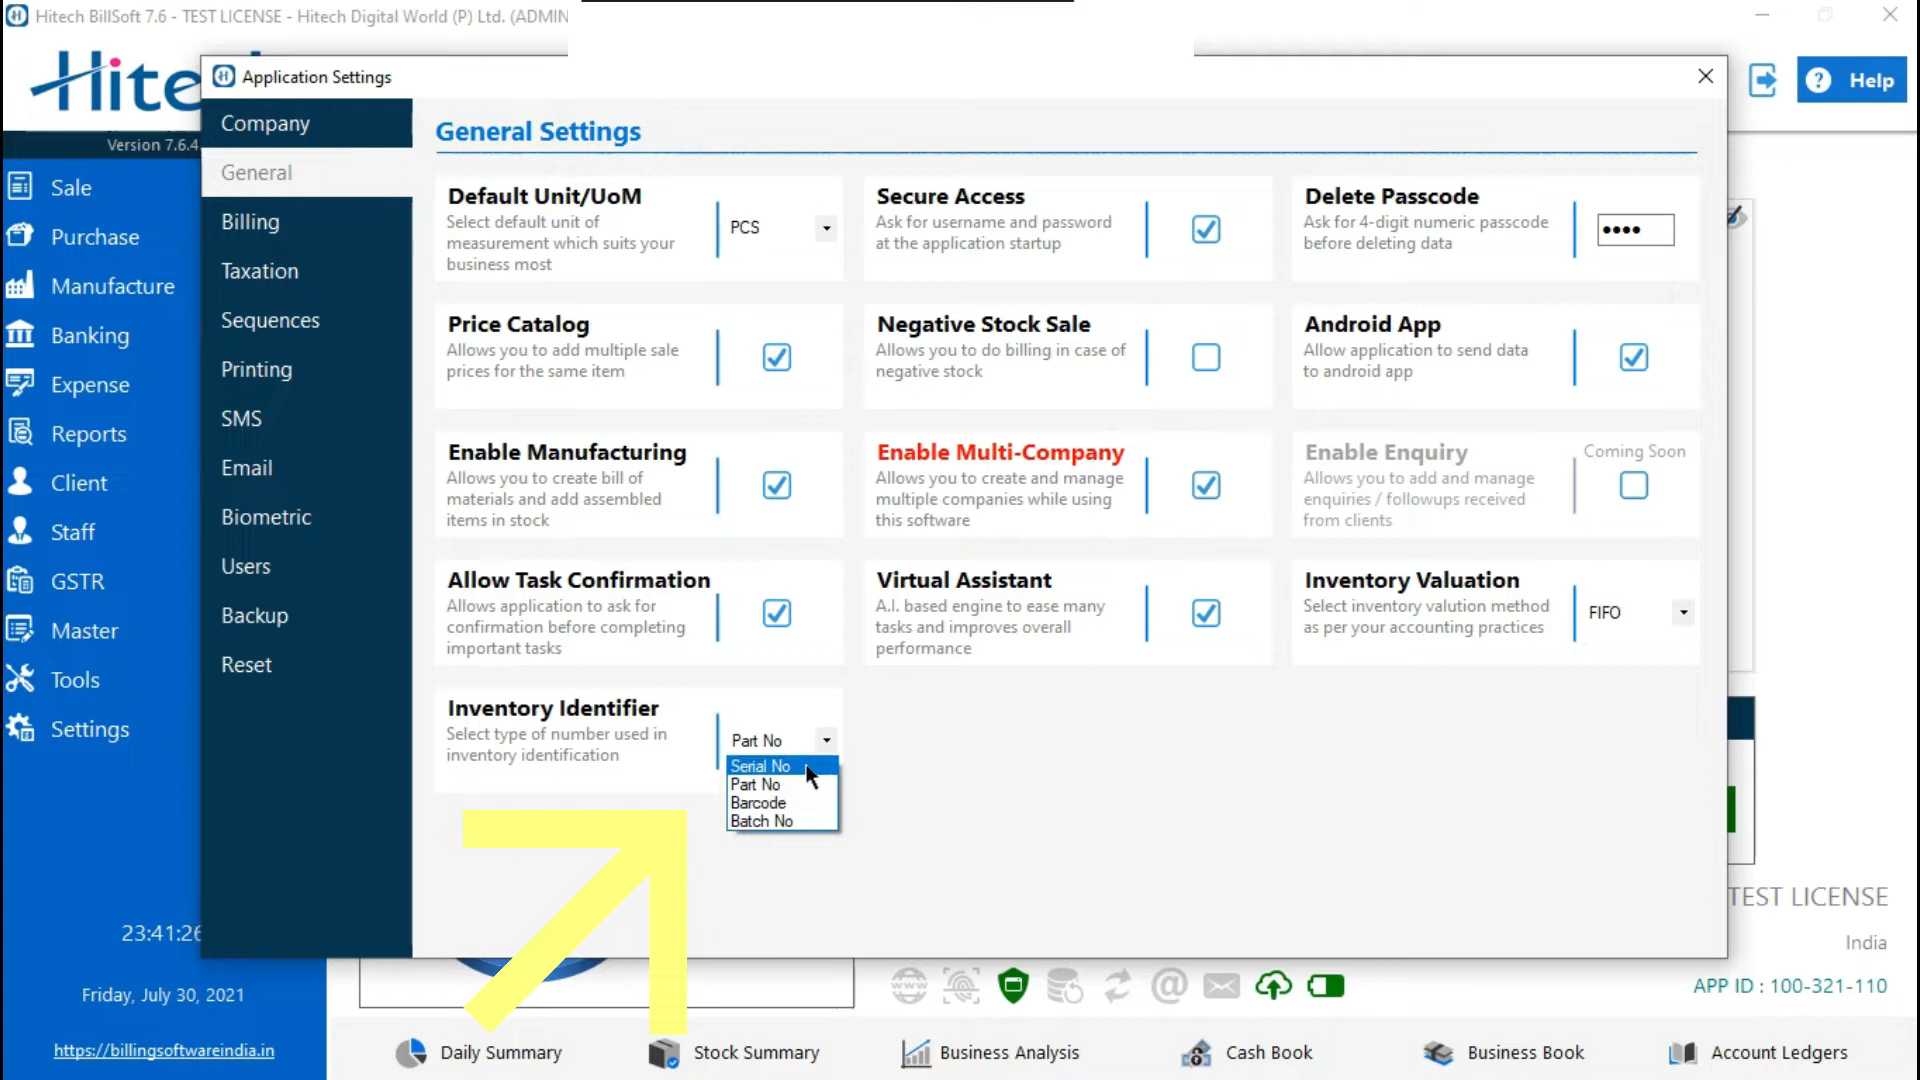 Hitech BillSoft 7.6 - TEST LICENSE - Hitech Digital World (P) Ltd. (ADMIN
Hite
Application Settings
Help
Version 7.6.4
Sale
Purchase
Manufacture
Banking
Expense
Reports
Client
Staff
GSTR
Master
Tools
Settings
23:41:26
Friday, July 30, 2021
https://billingsoftwareindia.in
Company
General
Billing
Taxation
Sequences
Printing
SMS
Email
Biometric
Users
Backup
Reset
General Settings
Default Unit/UoM
Select default unit of
measurement which suits your
business most
PCS
Secure Access
Ask for username and password
at the application startup
Delete Passcode
Ask for 4-digit numeric passcode
before deleting data
••••
Price Catalog
Allows you to add multiple sale
prices for the same item
Negative Stock Sale
Allows you to do billing in case of
negative stock
Android App
Allow application to send data
to android app
Enable Manufacturing
Allows you to create bill of
materials and add assembled
items in stock
Enable Multi-Company
Allows you to create and manage
multiple companies while using
this software
Enable Enquiry
Coming Soon
Allows you to add and manage
enquiries / followups received
from clients
Allow Task Confirmation
Allows application to ask for
confirmation before completing
important tasks
Virtual Assistant
A.I. based engine to ease many
tasks and improves overall
performance
Inventory Valuation
Select inventory valution method
as per your accounting practices
FIFO
Inventory Identifier
Select type of number used in
inventory identification
Part No
Serial No
Part No
Barcode
Batch No
TEST LICENSE
India
APP ID : 100-321-110
www
Daily Summary
Stock Summary
Business Analysis
Cash Book
Business Book
Account Ledgers